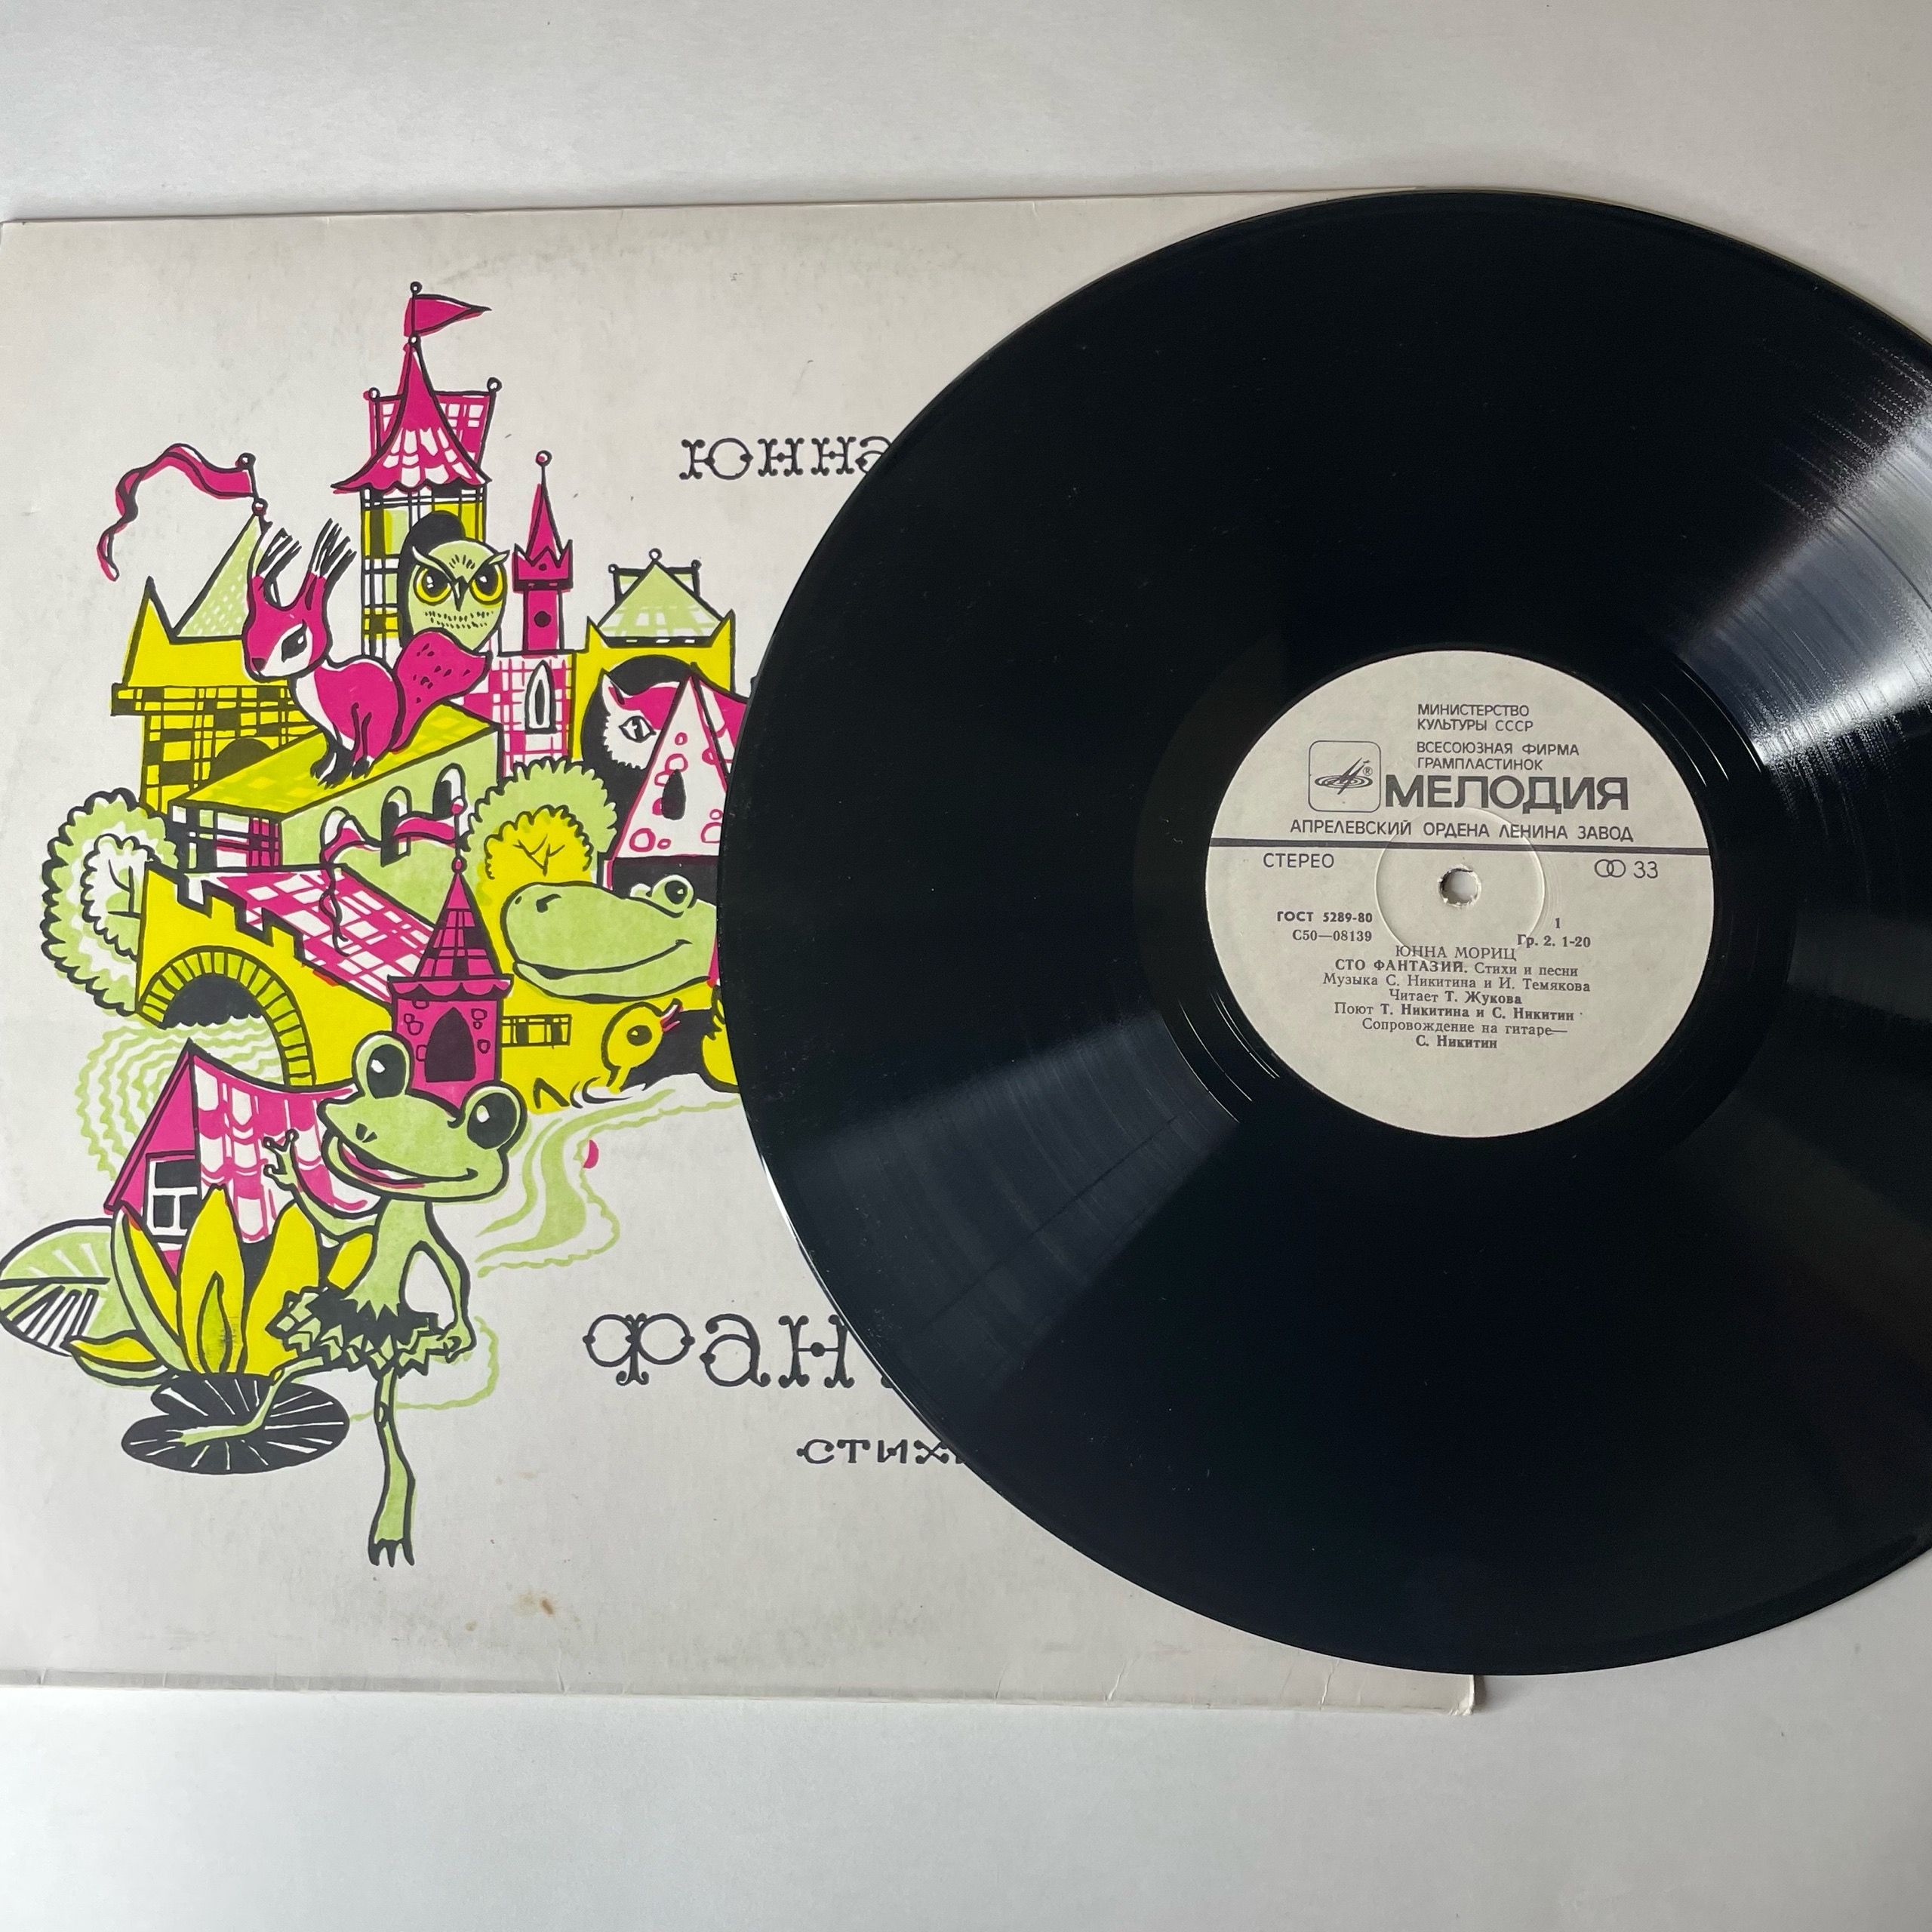 ЮННа
ФАН
СТИХ
МИНИСТЕРСТВО
КУЛЬТУРЫ СССР
ВСЕСОЮЗНАЯ ФИРМА
ГРАМПЛАСТИНОК
МЕЛОДИЯ
АПРЕЛЕВСКИЙ ОРДЕНА ЛЕНИНА ЗАВОД
СТЕРЕО
33
ГОСТ 5289-80
С50—08139
1
Гр. 2. 1-20
ЮННА МОРИЦ
СТО ФАНТАЗИЙ. Стихи и песни
Музыка С. Никитина и И. Темякова
Читает Т. Жукова
Поют Т. Никитина и С. Никитин
Сопровождение на гитаре—
С. Никитин